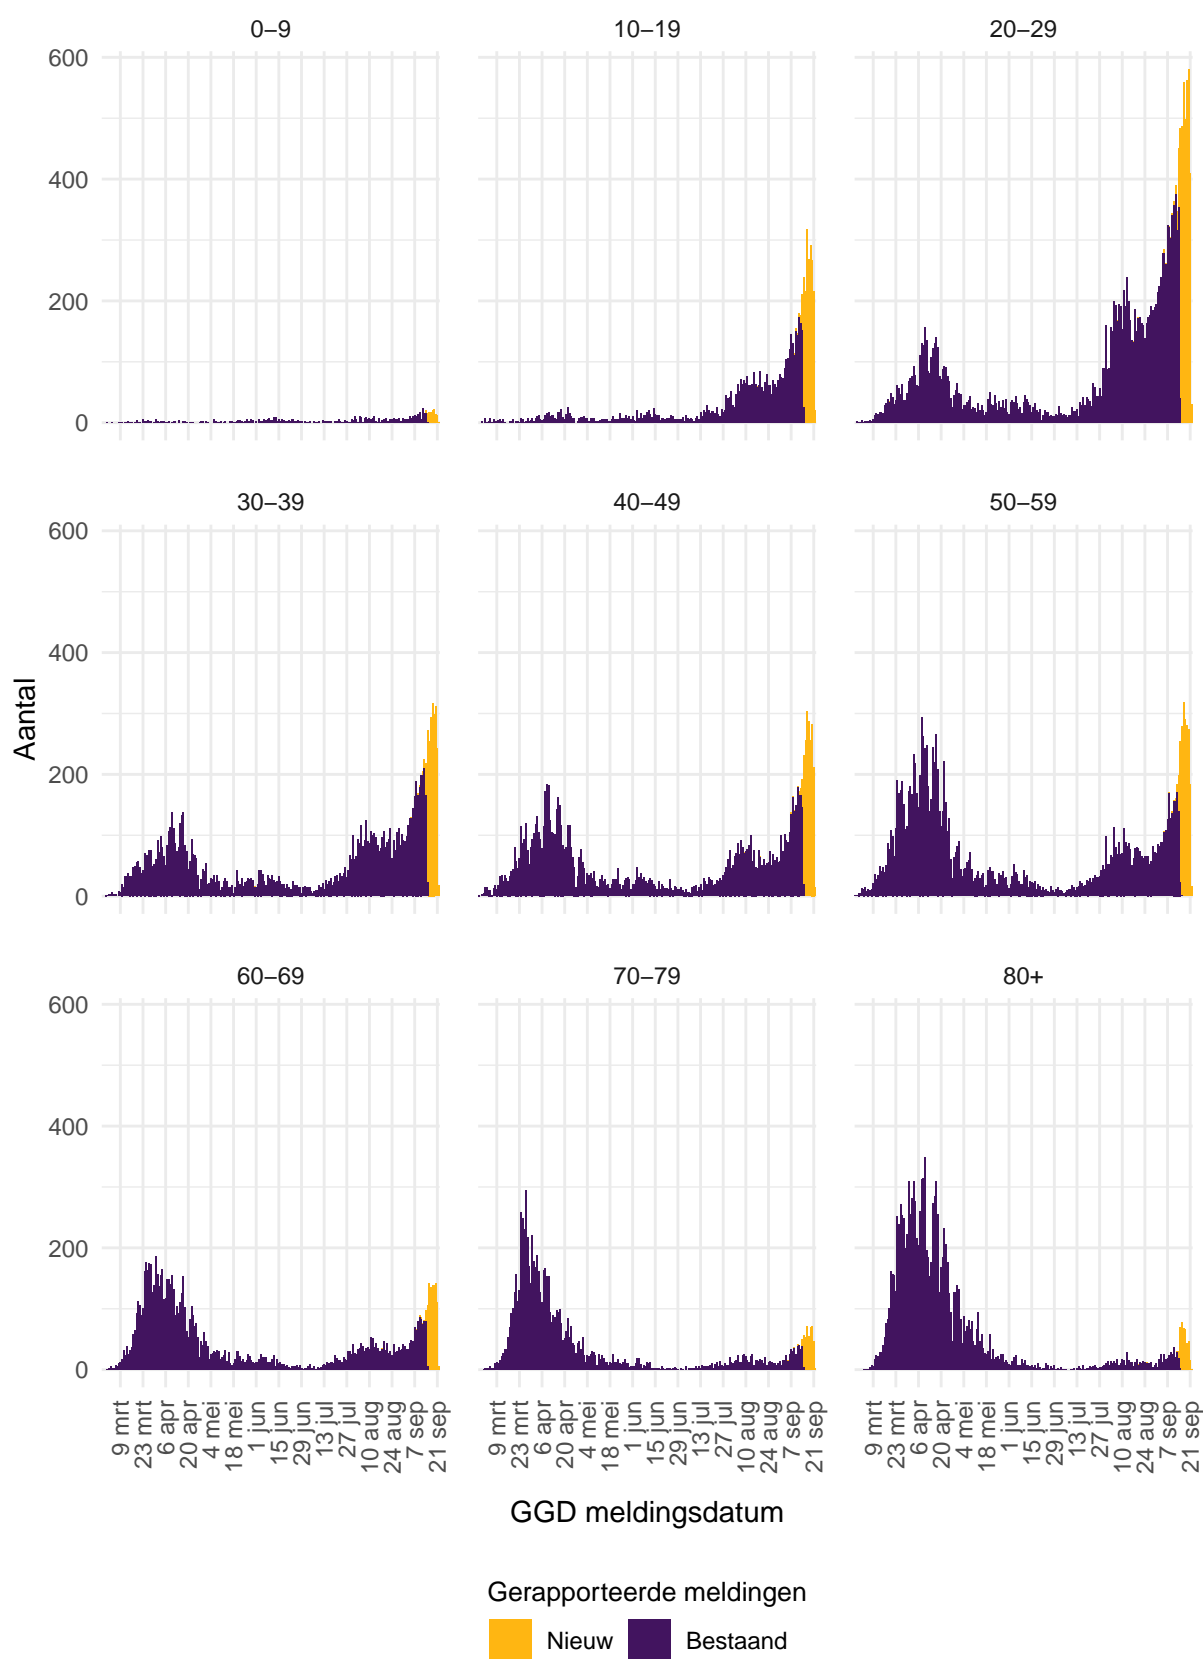 0–9 10–19 20–29
600
400
200
0
30–39 40–49 50–59
600
400
200
0
Aantal
60–69 70–79 80+
600
400
200
0
9 mrt 23 mrt 6 apr 20 apr 4 mei 18 mei 1 jun 15 jun 29 jun 13 jul 27 jul 10 aug 24 aug 7 sep 21 sep
9 mrt 23 mrt 6 apr 20 apr 4 mei 18 mei 1 jun 15 jun 29 jun 13 jul 27 jul 10 aug 24 aug 7 sep 21 sep
9 mrt 23 mrt 6 apr 20 apr 4 mei 18 mei 1 jun 15 jun 29 jun 13 jul 27 jul 10 aug 24 aug 7 sep 21 sep
GGD meldingsdatum
Gerapporteerde meldingen
Nieuw Bestaand